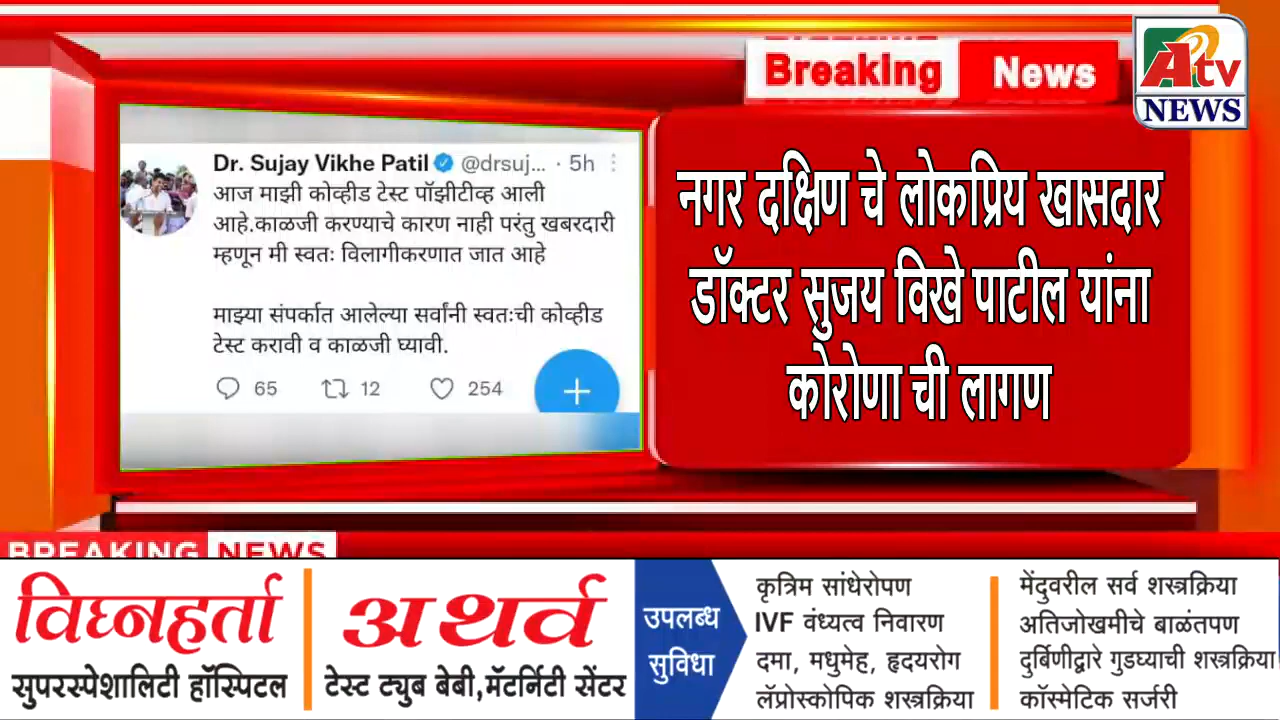 Breaking News
Atv
NEWS
Dr. Sujay Vikhe Patil @drsuj... · 5h
आज माझी कोव्हीड टेस्ट पॉझीटीव्ह आली
आहे.काळजी करण्याचे कारण नाही परंतु खबरदारी
म्हणून मी स्वतः विलागीकरणात जात आहे
माझ्या संपर्कात आलेल्या सर्वांनी स्वतःची कोव्हीड
टेस्ट करावी व काळजी घ्यावी.
65 12 254
नगर दक्षिण चे लोकप्रिय खासदार
डॉक्टर सुजय विखे पाटील यांना
कोरोणा ची लागण
BREAKING NEWS
विघ्नहर्ता
सुपरस्पेशालिटी हॉस्पिटल
अथर्व
टेस्ट ट्युब बेबी,मॅटर्निटी सेंटर
उपलब्ध
सुविधा
कृत्रिम सांधेरोपण
IVF वंध्यत्व निवारण
दमा, मधुमेह, हृदयरोग
लॅप्रोस्कोपिक शस्त्रक्रिया
मेंदुवरील सर्व शस्त्रक्रिया
अतिजोखमीचे बाळंतपण
दुर्बिणीद्वारे गुडघ्याची शस्त्रक्रिया
कॉस्मेटिक सर्जरी